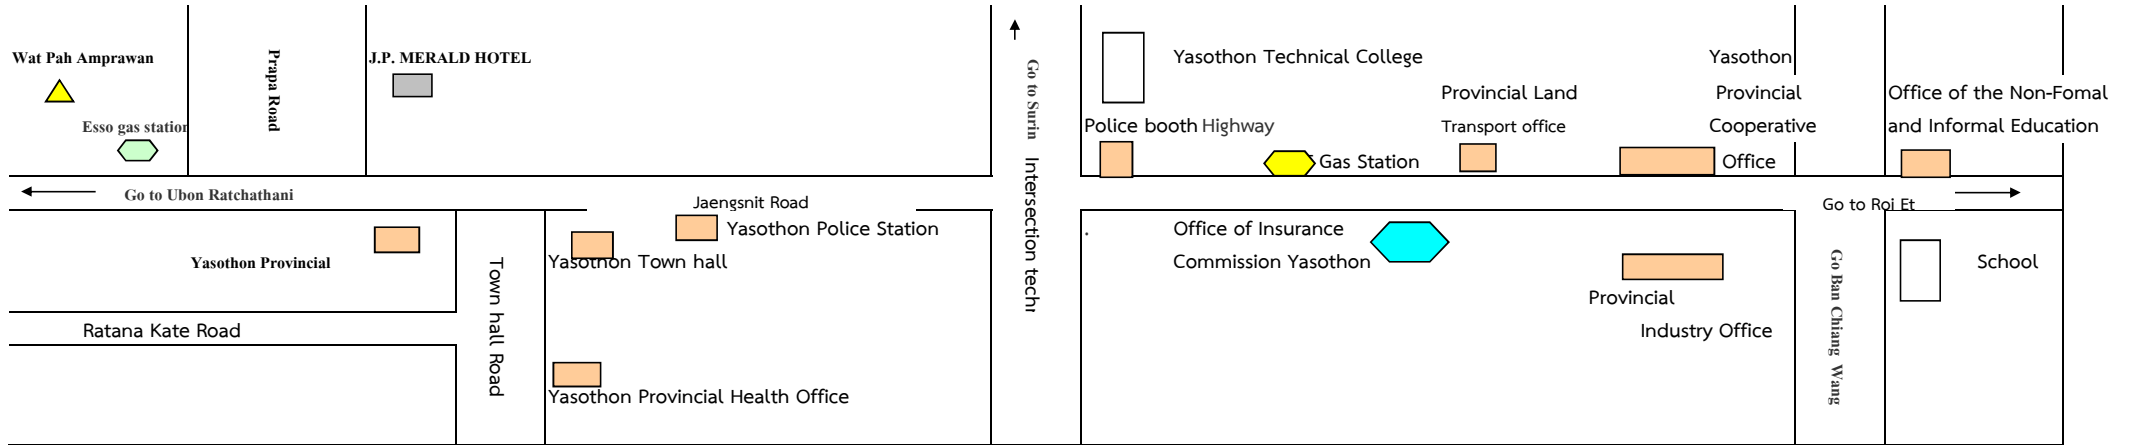 Wat Pah Amprawan
Esso gas station
Prapa Road
J.P. MERALD HOTEL
Go to Surin
Intersection
Yasothon Technical College
Police booth Highway
Gas Station
Provincial Land
Transport office
Yasothon
Provincial
Cooperative
Office
Office of the Non-Fomal
and Informal Education
Go to Ubon Ratchathani
Jaengsnit Road
Go to Roi Et
Yasothon Provincial
Yasothon Police Station
Yasothon Town hall
Town hall Road
Ratana Kate Road
Yasothon Provincial Health Office
Office of Insurance
Commission Yasothon
Provincial
Industry Office
Go Ban Chiang Wang
School